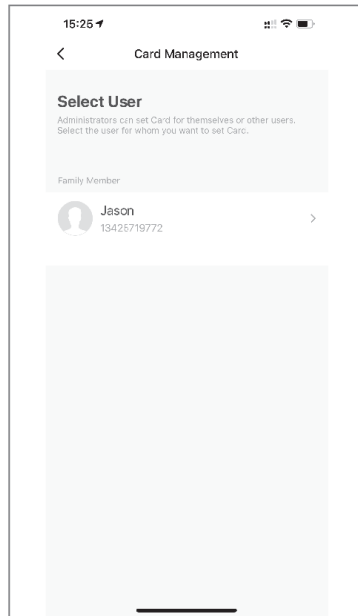 15:25
Card Management
Select User
Administrators can set Card for themselves or other users.
Select the user for whom you want to set Card.
Family Member
Jason
13425719772